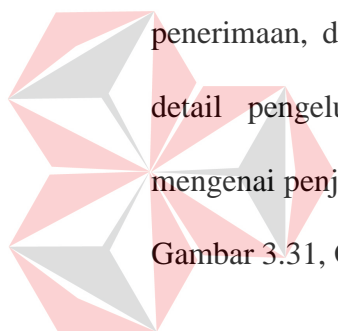 penerimaan, d
detail pengelu
mengenai penj
Gambar 3.31, G